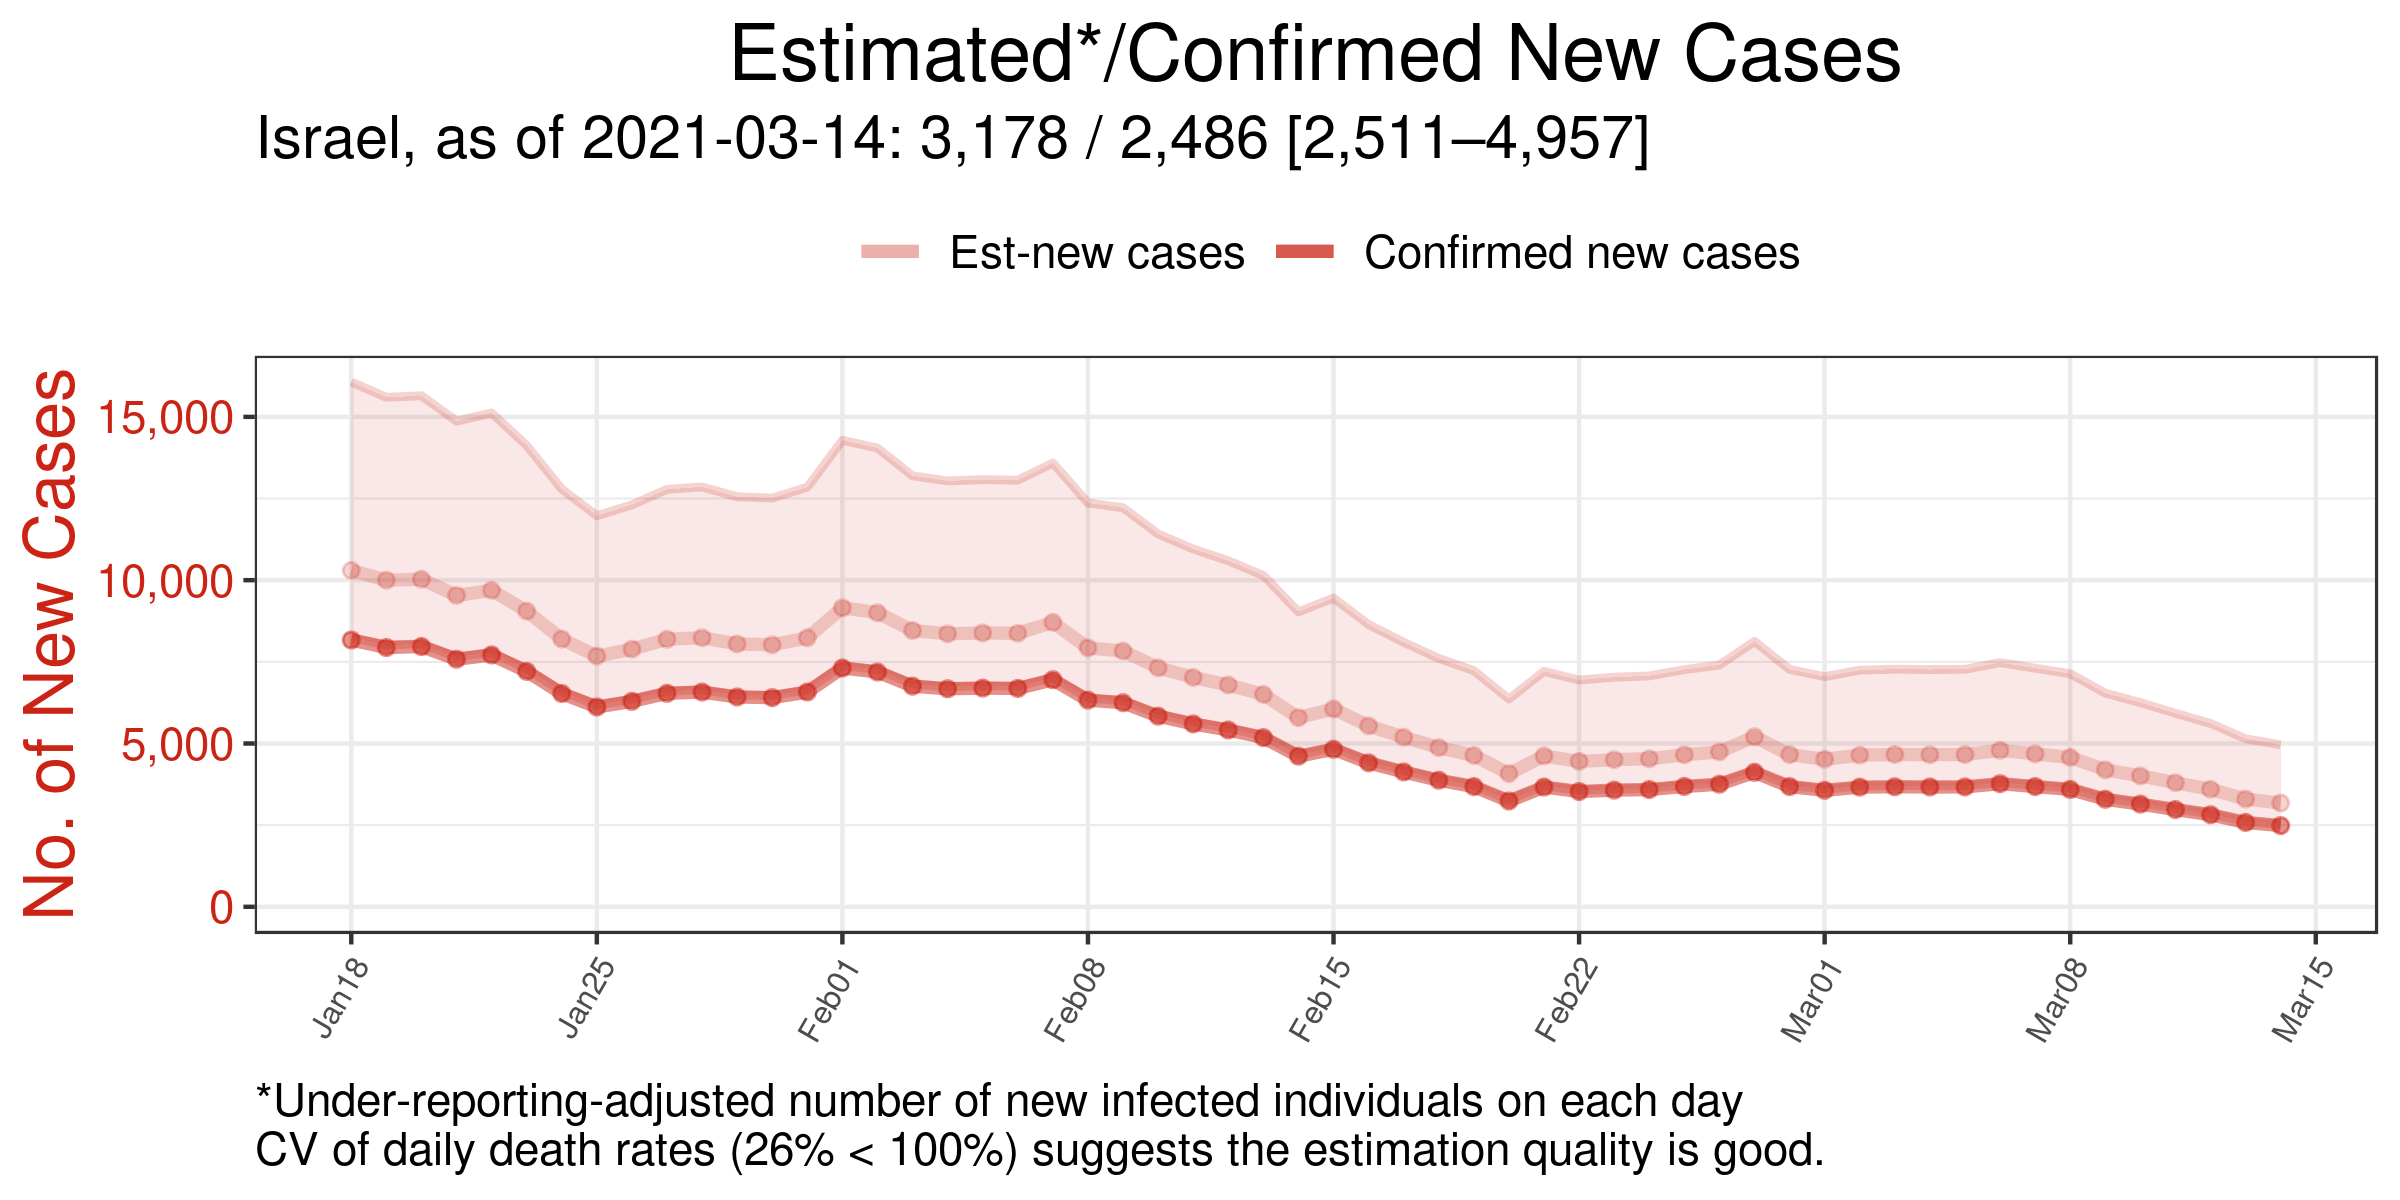 Estimated*/Confirmed New Cases
Israel, as of 2021-03-14: 3,178 / 2,486 [2,511–4,957]
Est-new cases
Confirmed new cases
No. of New Cases
15,000
10,000
5,000
0
Jan18
Jan25
Feb01
Feb08
Feb15
Feb22
Mar01
Mar08
Mar15
*Under-reporting-adjusted number of new infected individuals on each day
CV of daily death rates (26% < 100%) suggests the estimation quality is good.